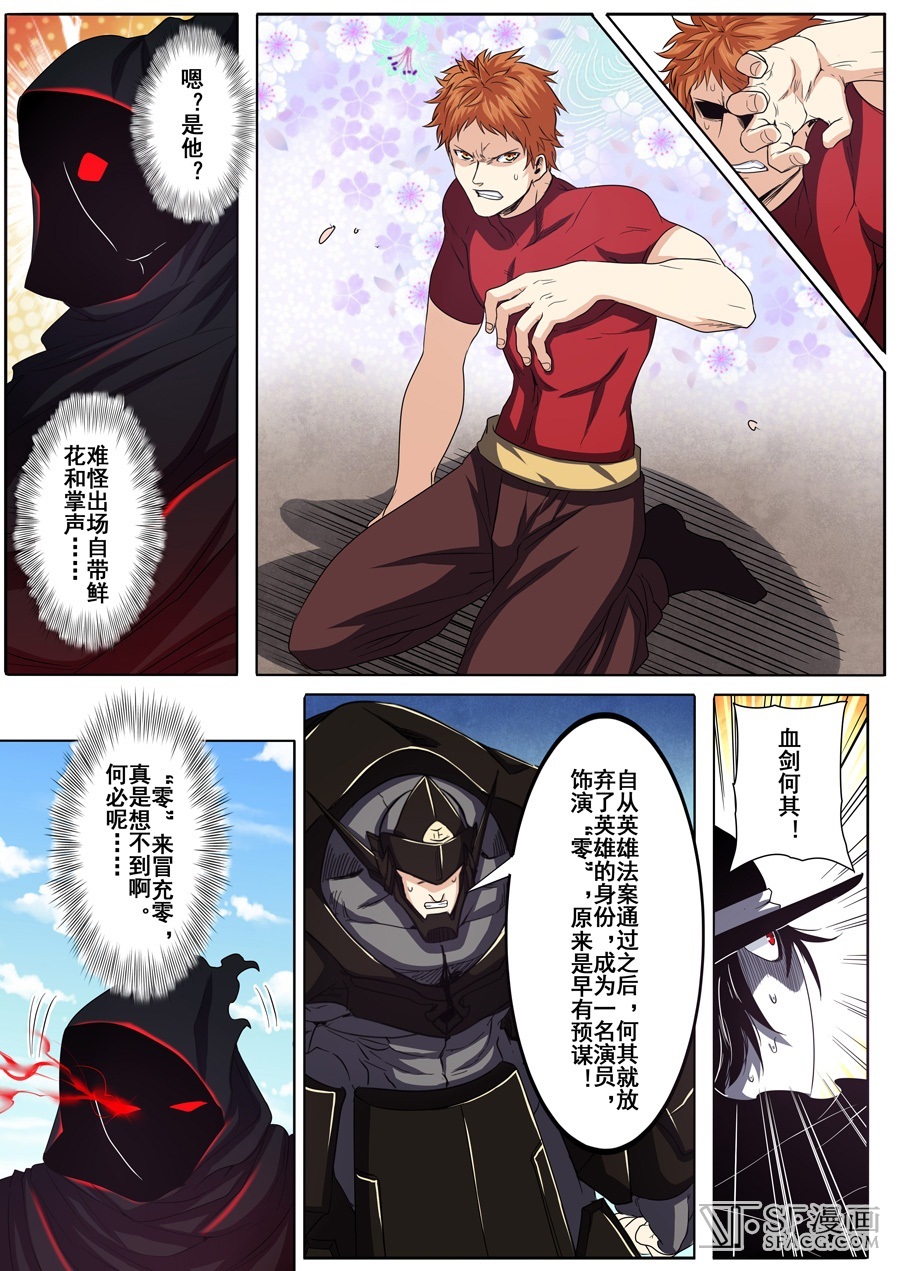 嗯？是他？
难怪出场自带鲜
花和掌声……
血剑何其！
自从英雄法案通过之后，何其就放
弃了英雄的身份，成为一名演员，
饰演“零”，原来是早有预谋！
正
“零”来冒充零，
真是想不到啊。
何必呢……
SF漫画
SFACG.COM